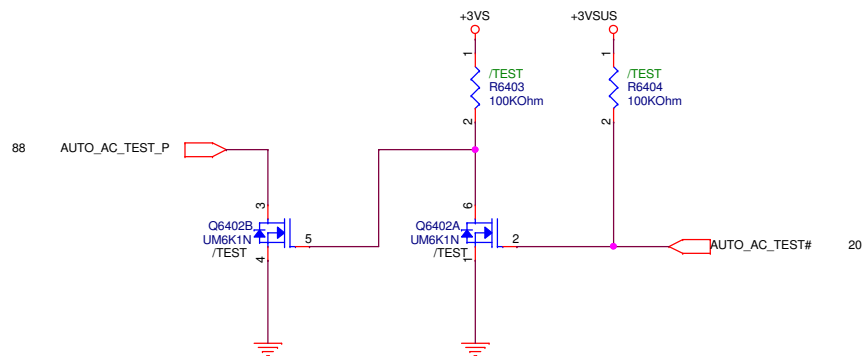 +3VS
+3VSUS
1
1
/TEST
R6403
100KOhm
/TEST
R6404
100KOhm
2
2
88
AUTO_AC_TEST_P
3
6
Q6402B
UM6K1N
/TEST
5
Q6402A
UM6K1N
/TEST
2
AUTO_AC_TEST#
20
4
1